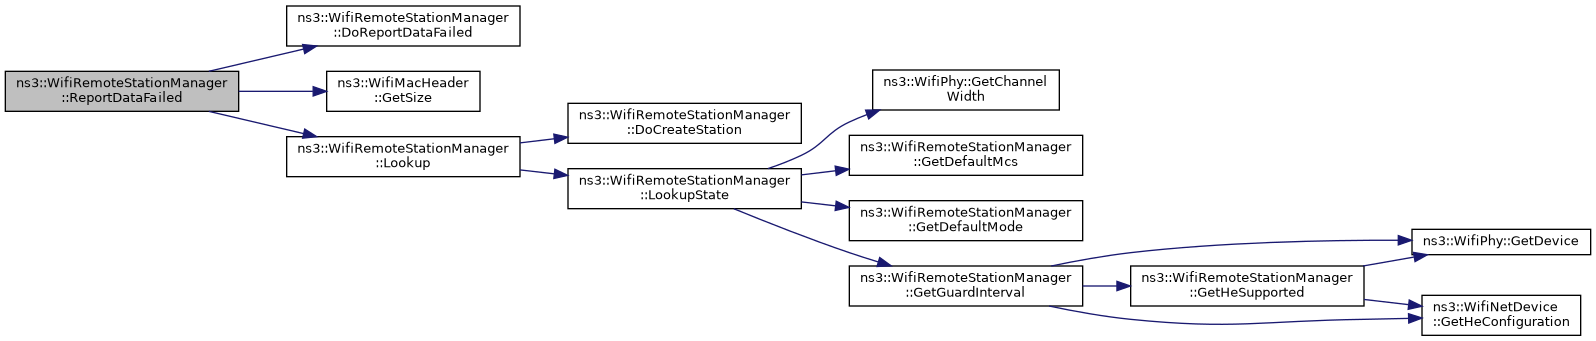 ns3::WifiRemoteStationManager
::ReportDataFailed
ns3::WifiRemoteStationManager
::DoReportDataFailed
ns3::WifiMacHeader
::GetSize
ns3::WifiRemoteStationManager
::Lookup
ns3::WifiRemoteStationManager
::DoCreateStation
ns3::WifiRemoteStationManager
::LookupState
ns3::WifiPhy::GetChannel
Width
ns3::WifiRemoteStationManager
::GetDefaultMcs
ns3::WifiRemoteStationManager
::GetDefaultMode
ns3::WifiRemoteStationManager
::GetGuardInterval
ns3::WifiRemoteStationManager
::GetHeSupported
ns3::WifiPhy::GetDevice
ns3::WifiNetDevice
::GetHeConfiguration